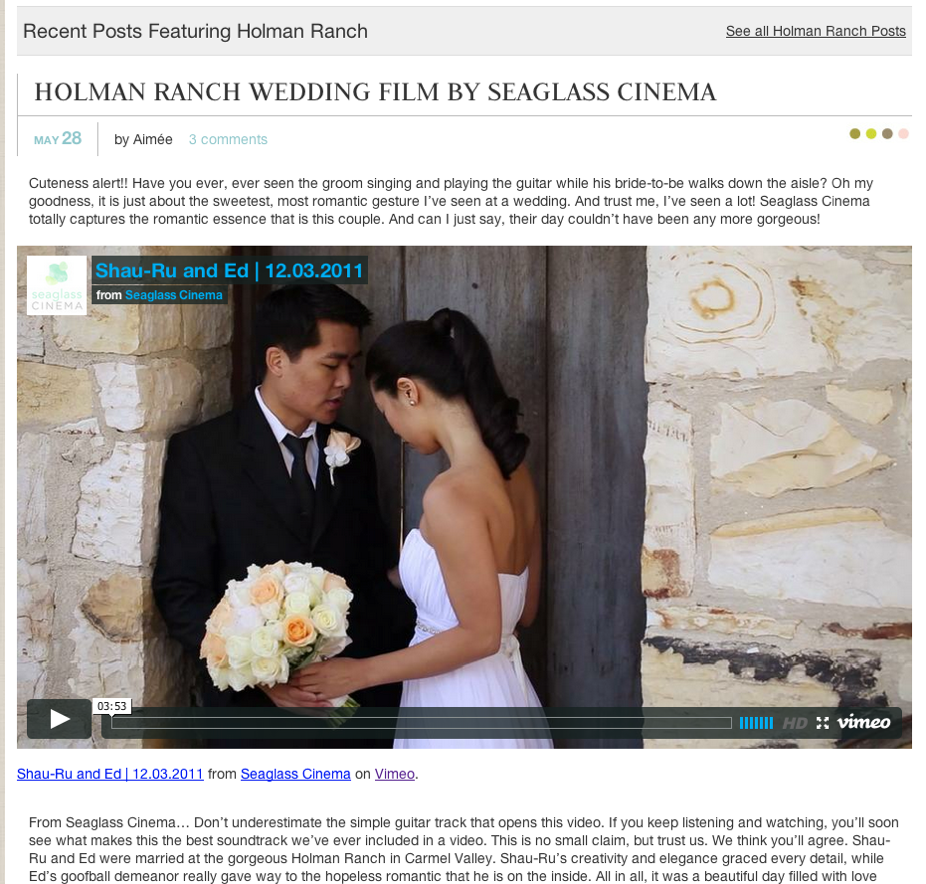 Recent Posts Featuring Holman Ranch
See all Holman Ranch Posts
HOLMAN RANCH WEDDING FILM BY SEAGLASS CINEMA
MAY 28
by Aimée
3 comments
Cuteness alert!! Have you ever, ever seen the groom singing and playing the guitar while his bride-to-be walks down the aisle? Oh my
goodness, it is just about the sweetest, most romantic gesture I've seen at a wedding. And trust me, I've seen a lot! Seaglass Cinema
totally captures the romantic essence that is this couple. And can I just say, their day couldn't have been any more gorgeous!
seaglass
CINEMA
Shau-Ru and Ed | 12.03.2011
from Seaglass Cinema
03:53
HD
vimeo
Shau-Ru and Ed | 12.03.2011 from Seaglass Cinema on Vimeo.
From Seaglass Cinema… Don't underestimate the simple guitar track that opens this video. If you keep listening and watching, you'll soon
see what makes this the best soundtrack we've ever included in a video. This is no small claim, but trust us. We think you'll agree. Shau-
Ru and Ed were married at the gorgeous Holman Ranch in Carmel Valley. Shau-Ru's creativity and elegance graced every detail, while
Ed's goofball demeanor really gave way to the hopeless romantic that he is on the inside. All in all, it was a beautiful day filled with love